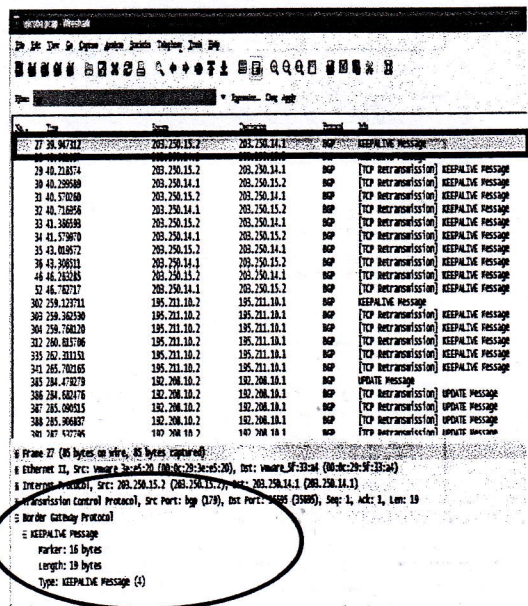 File Edit View Go Capture Analyze Statistics Telephony Tools Help
Expression... Clear Apply
No. Time Source Destination Protocol Info
27 39.947312 203.250.15.2 203.250.14.1 BGP KEEPALIVE Message
29 40.218574 203.250.15.2 203.250.14.1 BGP [TCP Retransmission] KEEPALIVE Message
30 40.299589 203.250.14.1 203.250.15.2 BGP [TCP Retransmission] KEEPALIVE Message
31 40.570260 203.250.15.2 203.250.14.1 BGP [TCP Retransmission] KEEPALIVE Message
32 40.716956 203.250.14.1 203.250.15.2 BGP [TCP Retransmission] KEEPALIVE Message
33 41.386593 203.250.15.2 203.250.14.1 BGP [TCP Retransmission] KEEPALIVE Message
34 41.579870 203.250.14.1 203.250.15.2 BGP [TCP Retransmission] KEEPALIVE Message
35 43.019572 203.250.15.2 203.250.14.1 BGP [TCP Retransmission] KEEPALIVE Message
36 43.308511 203.250.14.1 203.250.15.2 BGP [TCP Retransmission] KEEPALIVE Message
46 46.263285 203.250.15.2 203.250.14.1 BGP [TCP Retransmission] KEEPALIVE Message
52 46.762717 203.250.14.1 203.250.15.2 BGP [TCP Retransmission] KEEPALIVE Message
302 259.123711 195.211.10.2 195.211.10.1 BGP KEEPALIVE Message
303 259.362530 195.211.10.2 195.211.10.1 BGP [TCP Retransmission] KEEPALIVE Message
304 259.768120 195.211.10.2 195.211.10.1 BGP [TCP Retransmission] KEEPALIVE Message
312 260.615706 195.211.10.2 195.211.10.1 BGP [TCP Retransmission] KEEPALIVE Message
335 262.311151 195.211.10.2 195.211.10.1 BGP [TCP Retransmission] KEEPALIVE Message
341 265.702165 195.211.10.2 195.211.10.1 BGP [TCP Retransmission] KEEPALIVE Message
385 284.479279 192.208.10.2 192.208.10.1 BGP UPDATE Message
386 284.682476 192.208.10.2 192.208.10.1 BGP [TCP Retransmission] UPDATE Message
387 285.090515 192.208.10.2 192.208.10.1 BGP [TCP Retransmission] UPDATE Message
388 285.906837 192.208.10.2 192.208.10.1 BGP [TCP Retransmission] UPDATE Message
192.208.10.2 192.208.10.1 BGP [TCP Retransmission] UPDATE Message
Frame 27 (85 bytes on wire, 85 bytes captured)
Ethernet II, Src: Vmware_3e:e5:20 (00:0c:29:3e:e5:20), Dst: Vmware_5f:33:a4 (00:0c:29:5f:33:a4)
Internet Protocol, Src: 203.250.15.2 (203.250.15.2), Dst: 203.250.14.1 (203.250.14.1)
Transmission Control Protocol, Src Port: bgp (179), Dst Port: 35695 (35695), Seq: 1, Ack: 1, Len: 19
Border Gateway Protocol
KEEPALIVE Message
Marker: 16 bytes
Length: 19 bytes
Type: KEEPALIVE Message (4)